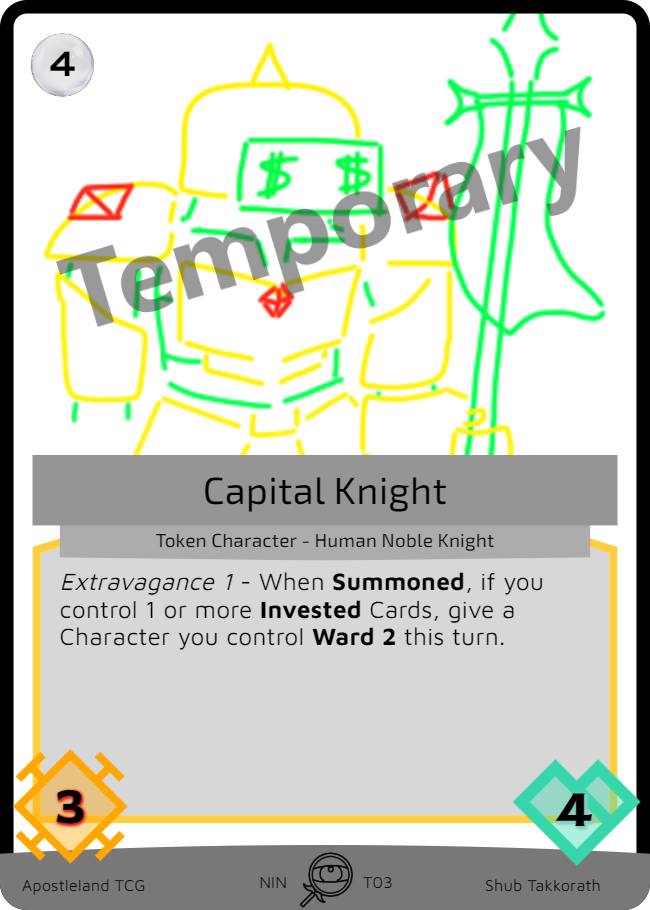 4
$ $
Temporary
Capital Knight
Token Character - Human Noble Knight
Extravagance 1 - When Summoned, if you
control 1 or more Invested Cards, give a
Character you control Ward 2 this turn.
3
4
Apostleland TCG
NIN
T03
Shub Takkorath